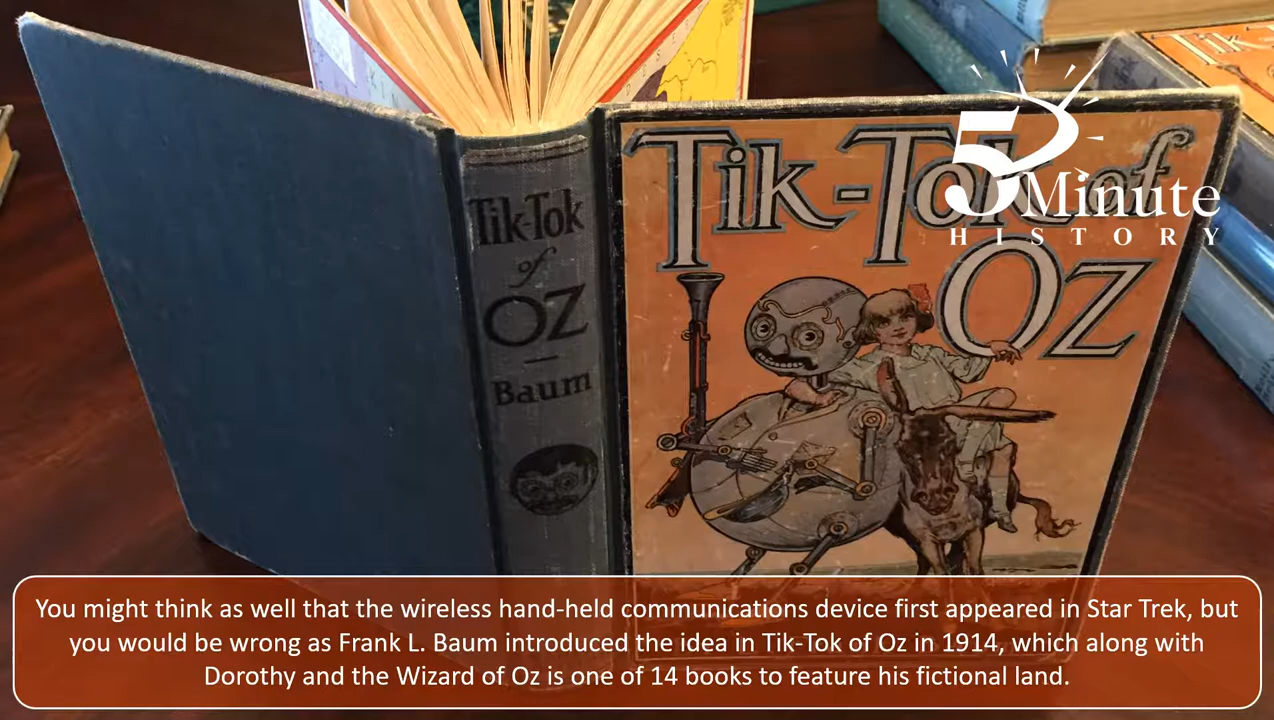 Tik-Tok of
Oz
Tik-Tok
of
OZ
Baum
5 Minute
HISTORY
You might think as well that the wireless hand-held communications device first appeared in Star Trek, but
you would be wrong as Frank L. Baum introduced the idea in Tik-Tok of Oz in 1914, which along with
Dorothy and the Wizard of Oz is one of 14 books to feature his fictional land.